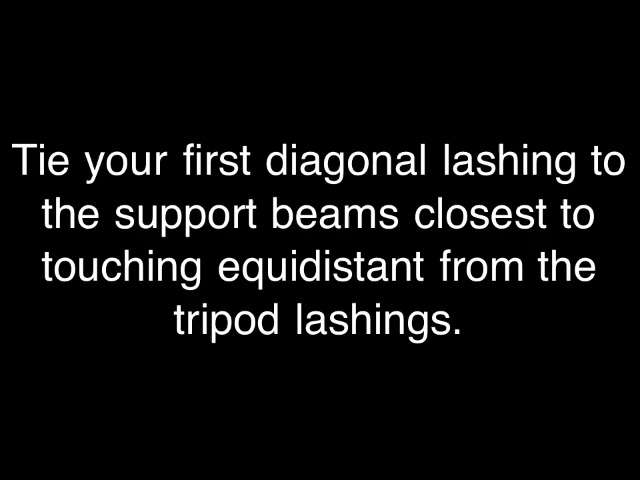 Tie your first diagonal lashing to
the support beams closest to
touching equidistant from the
tripod lashings.